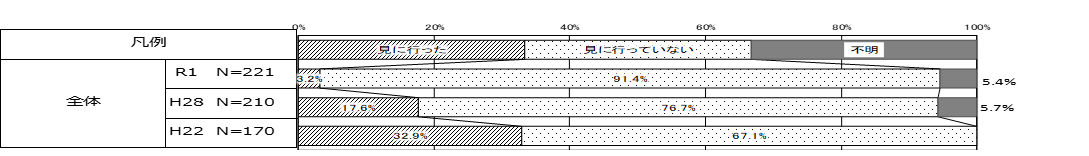 0% 20% 40% 60% 80% 100%
凡例 見に行った 見に行っていない 不明
R1 N=221 3.2% 91.4% 5.4%
全体 H28 N=210 17.6% 76.7% 5.7%
H22 N=170 32.9% 67.1%